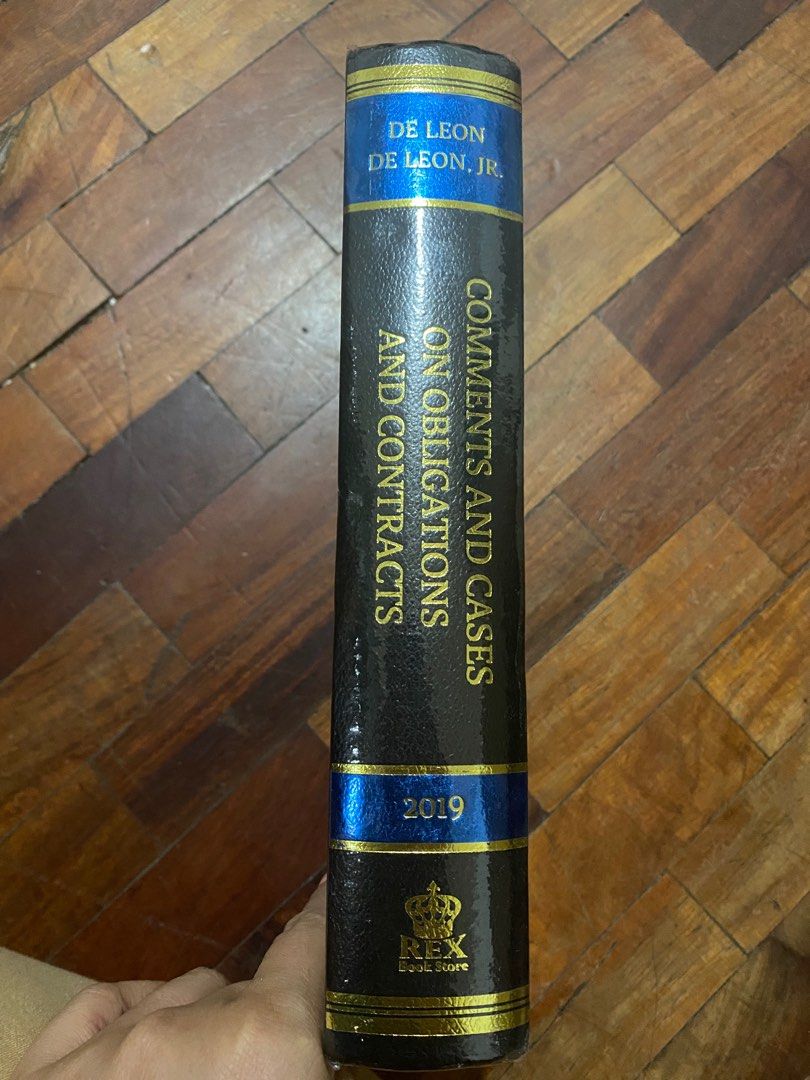 DE LEON
DE LEON, JR.
COMMENTS AND CASES
ON OBLIGATIONS
AND CONTRACTS
2019
REX
Book Store